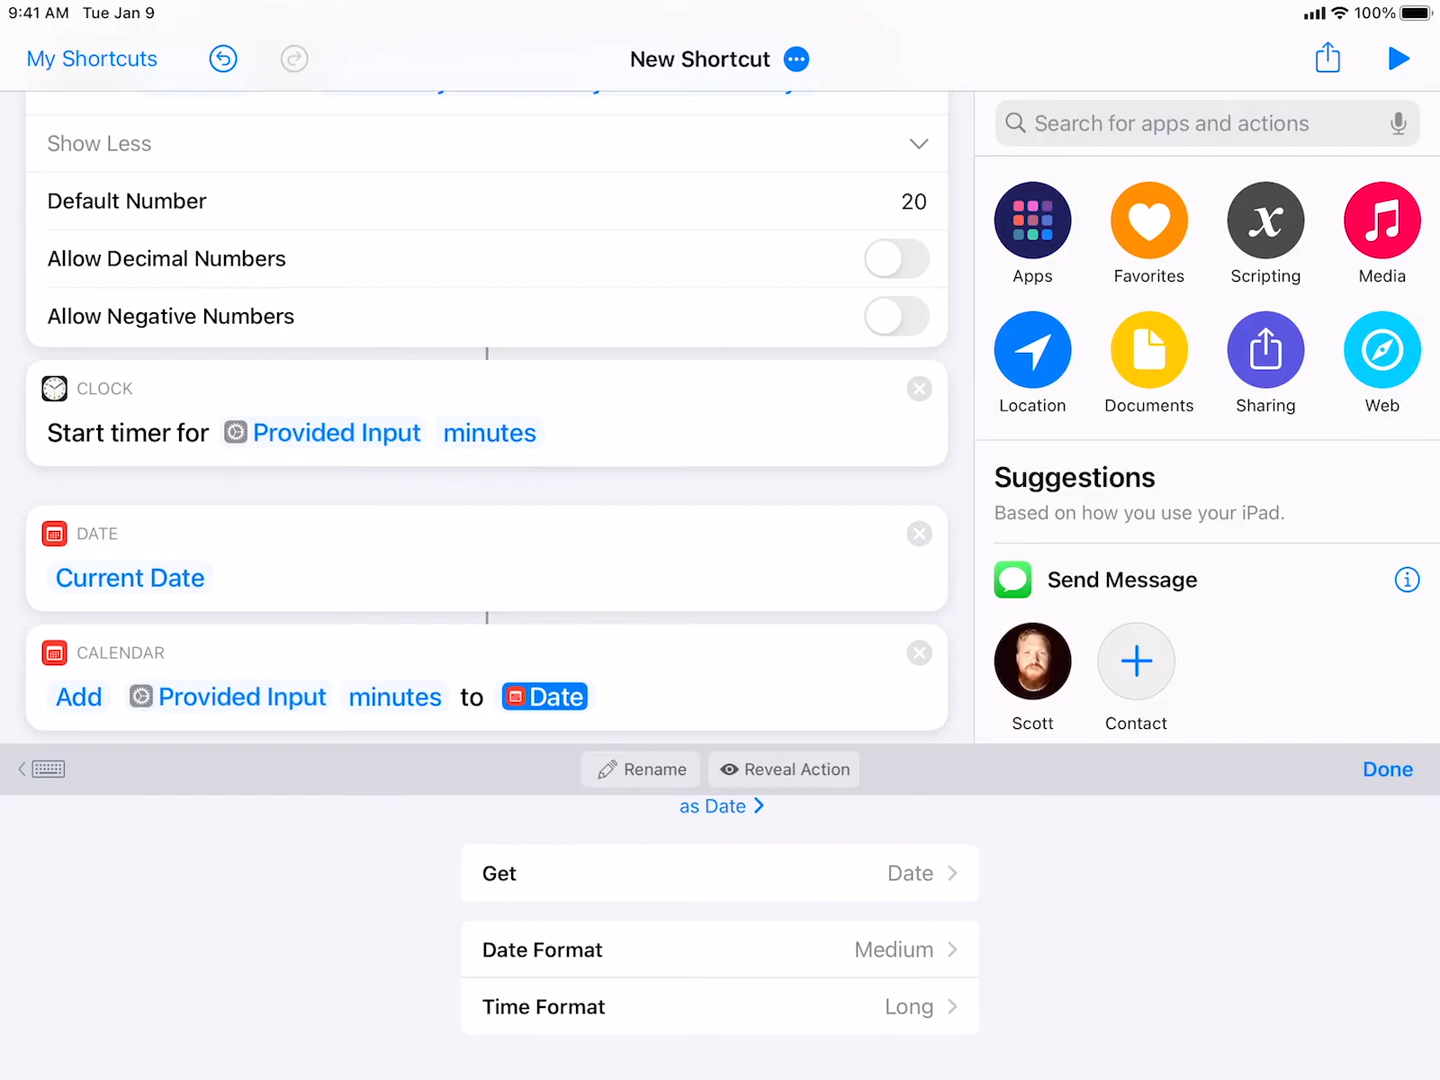 9:41 AM Tue Jan 9 100%
My Shortcuts New Shortcut
Show Less
Default Number 20
Allow Decimal Numbers
Allow Negative Numbers
CLOCK
Start timer for Provided Input minutes
DATE
Current Date
CALENDAR
Add Provided Input minutes to Date
Search for apps and actions
Apps Favorites Scripting Media
Location Documents Sharing Web
Suggestions
Based on how you use your iPad.
Send Message
Scott Contact
Rename Reveal Action Done
as Date
Get Date
Date Format Medium
Time Format Long